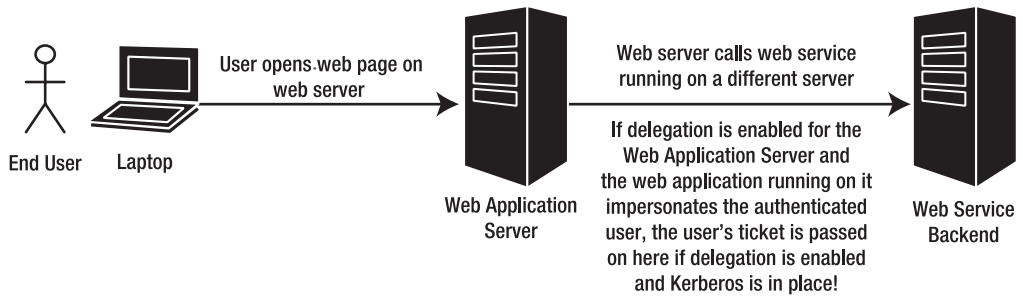 User opens web page on
web server
Web server calls web service
running on a different server
If delegation is enabled for the
Web Application Server and
the web application running on it
impersonates the authenticated
user, the user's ticket is passed
on here if delegation is enabled
and Kerberos is in place!
End User
Laptop
Web Application
Server
Web Service
Backend